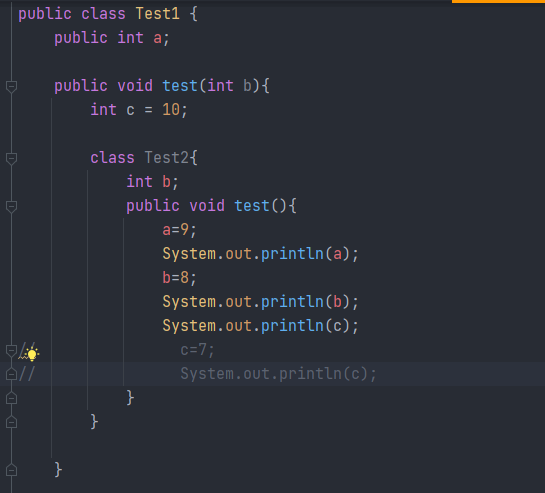 public class Test1 {
    public int a;

    public void test(int b){
        int c = 10;

        class Test2{
            int b;
            public void test(){
                a=9;
                System.out.println(a);
                b=8;
                System.out.println(b);
                System.out.println(c);
//                c=7;
//                System.out.println(c);
            }
        }

    }